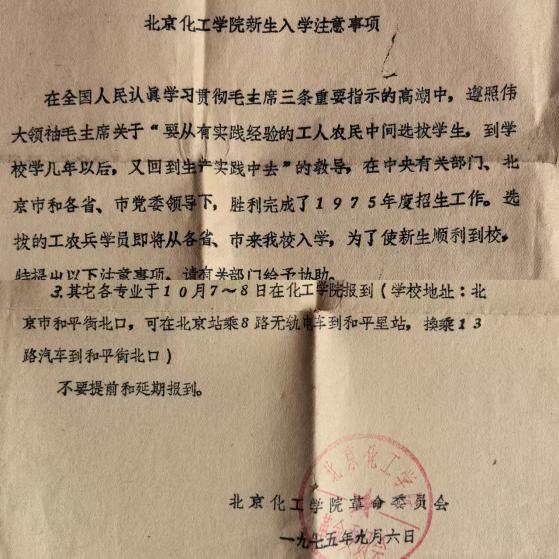 北京化工学院新生入学注意事项
在全国人民认真学习贯彻毛主席三条重要指示的高潮中，遵照伟
大领袖毛主席关于“要从有实践经验的工人农民中间选拔学生，到学
校学几年以后，又回到生产实践中去”的教导，在中央有关部门、北
京市和各省、市党委领导下，胜利完成了1975年度招生工作。选
拔的工农兵学员即将从各省、市来我校入学，为了使新生顺利到校，
特提出以下注意事项，请有关部门给予协助。
3.其它各专业于10月7～8日在化工学院报到（学校地址：北
京市和平街北口，可在北京站乘8路无轨电车到和平里站，换乘13
路汽车到和平街北口）
不要提前和延期报到。
北京化工学院革命委员会
一九七五年九月六日
北京化工学